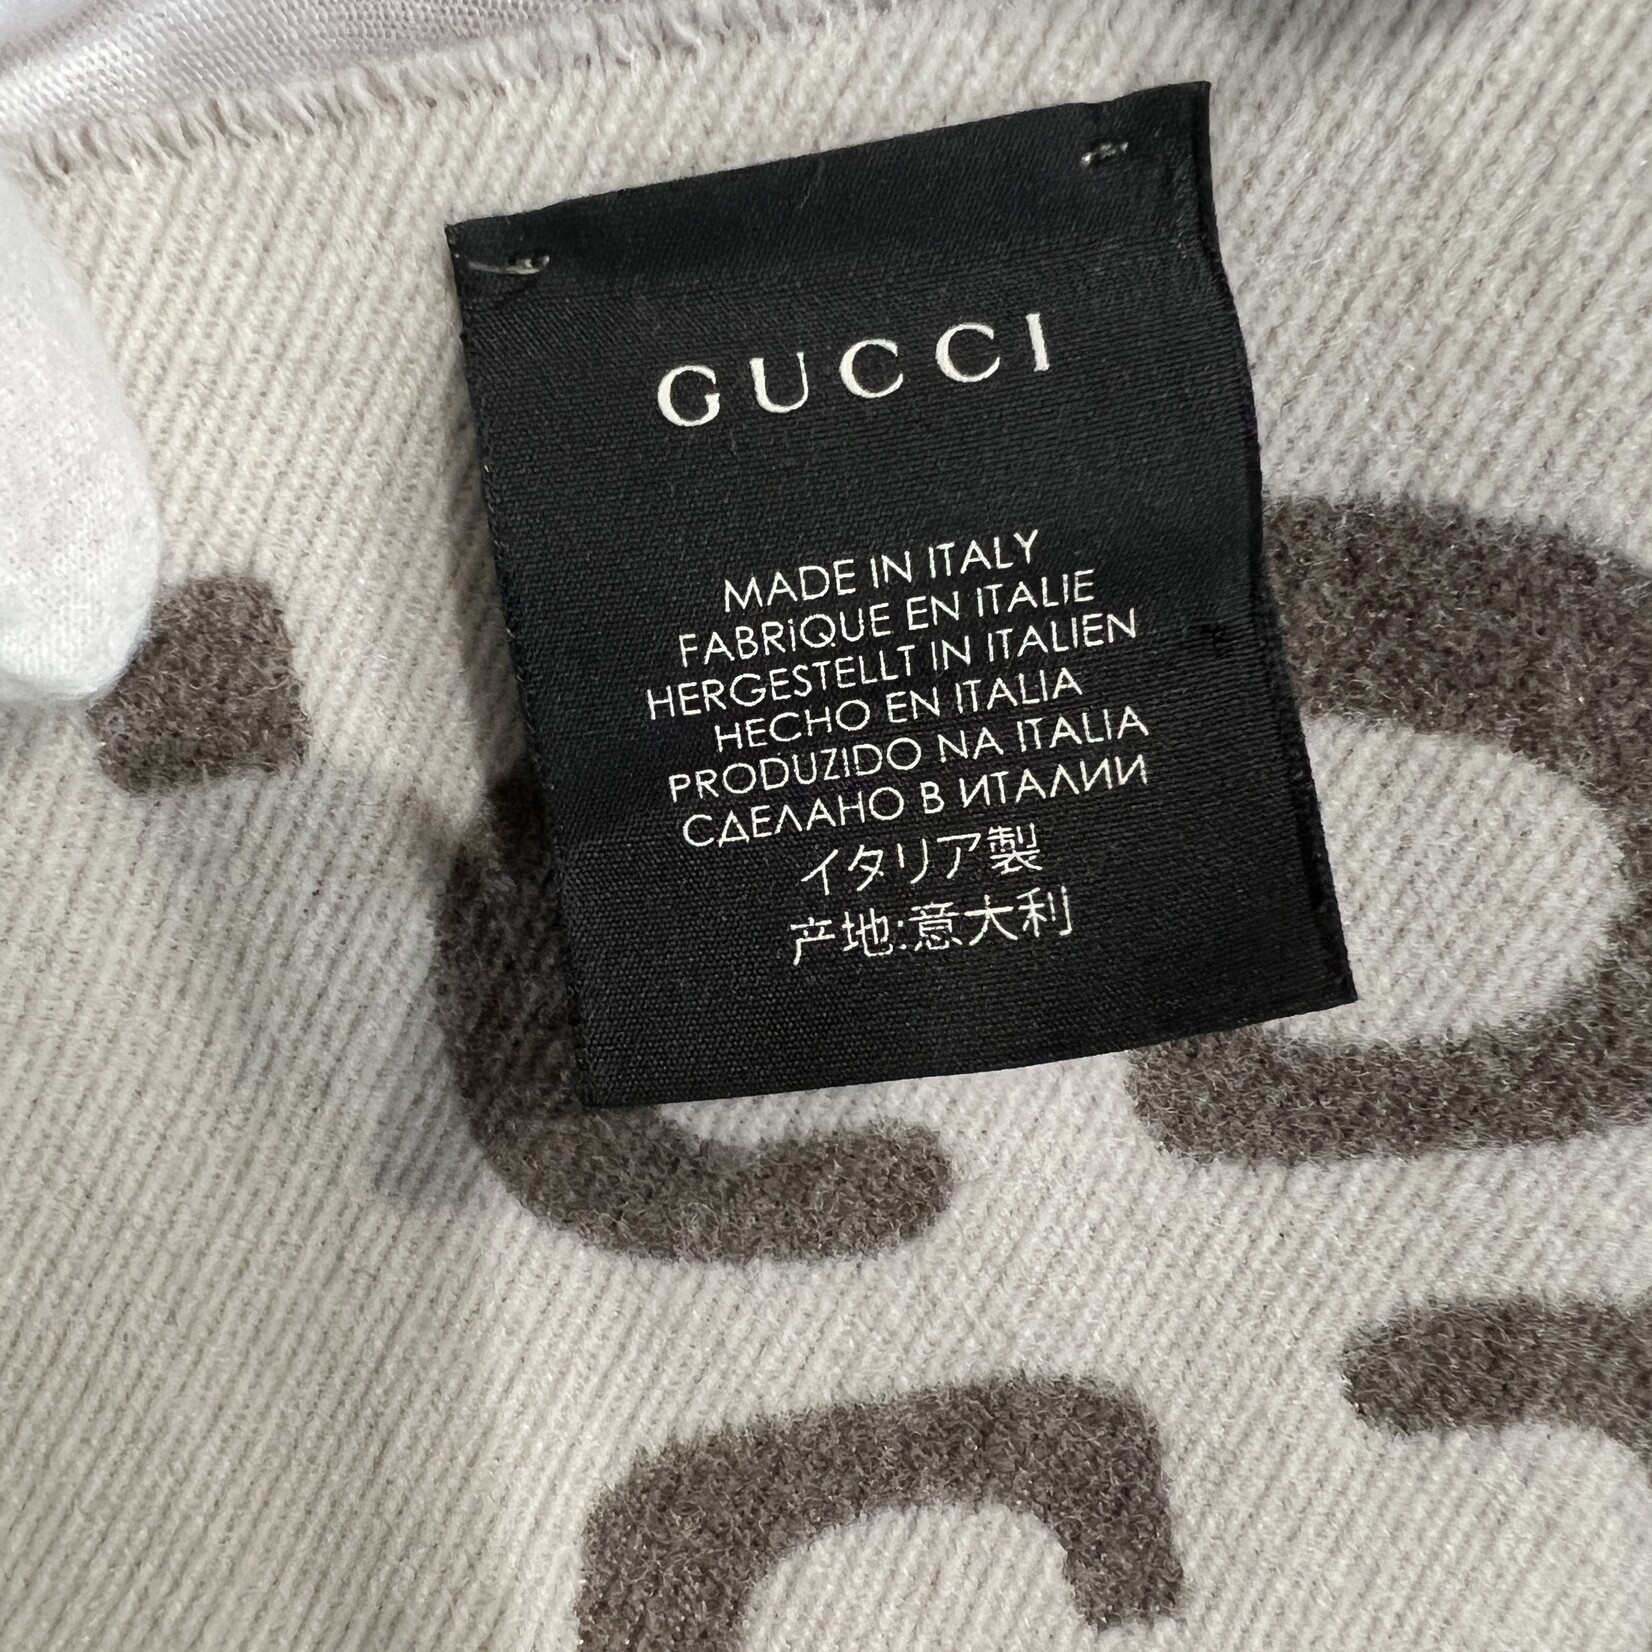 GUCCI
MADE IN ITALY
FABRiQUE EN ITALIE
HERGESTELLT IN ITALIEN
HECHO EN ITALIA
PRODUZIDO NA ITALIA
СДЕЛАНО В ИТАЛИИ
イタリア製
产地:意大利